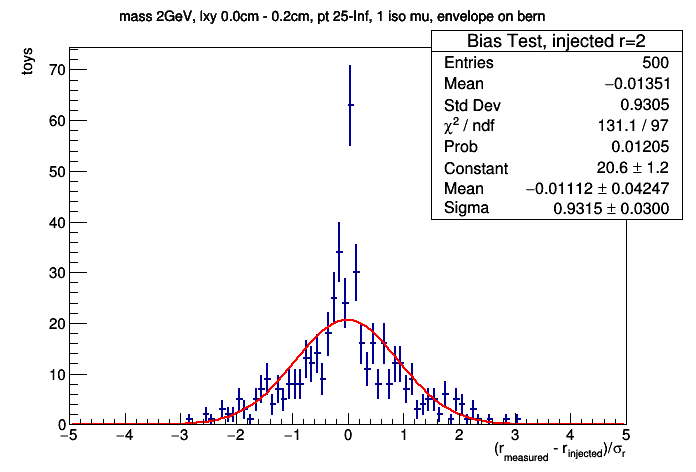 mass 2GeV, lxy 0.0cm - 0.2cm, pt 25-Inf, 1 iso mu, envelope on bern
toys
Bias Test, injected r=2
Entries 500
Mean −0.01351
Std Dev 0.9305
χ² / ndf 131.1 / 97
Prob 0.01205
Constant 20.6 ± 1.2
Mean −0.01112 ± 0.04247
Sigma 0.9315 ± 0.0300
70
60
50
40
30
20
10
0
−5 −4 −3 −2 −1 0 1 2 3 4 5
(r_measured - r_injected)/σ_r